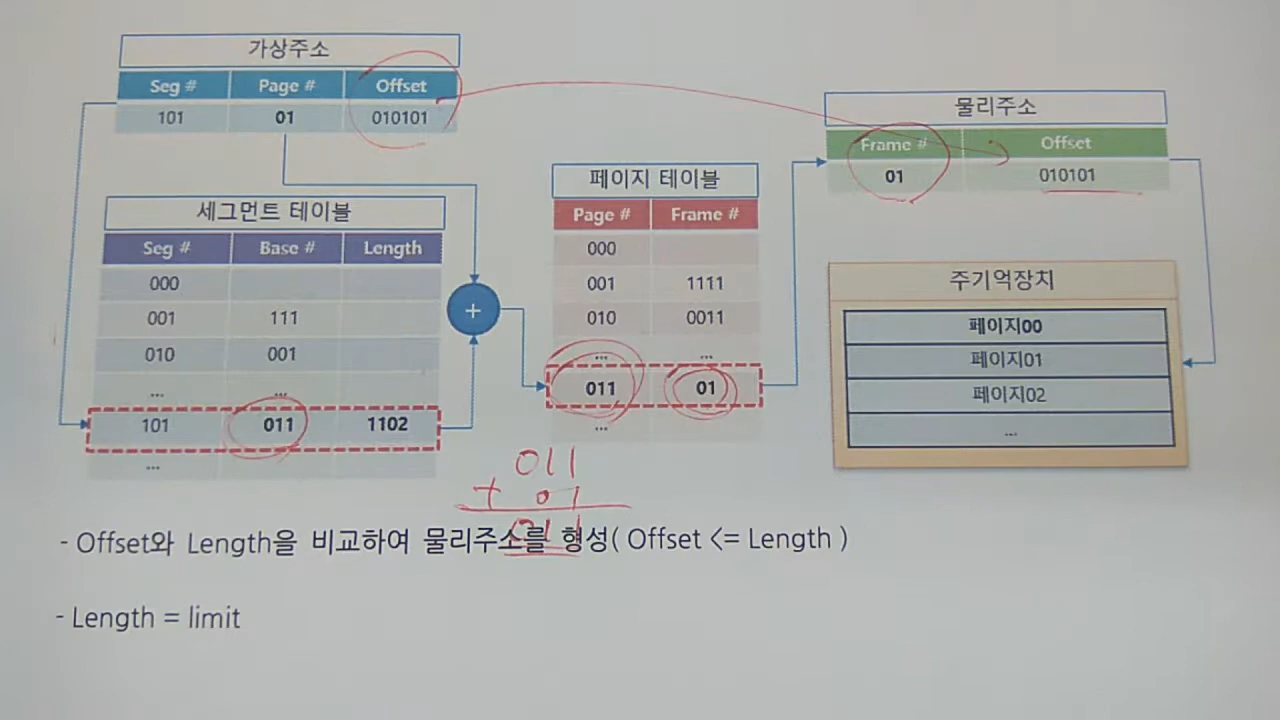 가상주소
Seg # Page # Offset
101 01 010101
물리주소
Frame # Offset
01 010101
세그먼트 테이블
Seg # Base # Length
000
001 111
010 001
... ...
101 011 1102
...
+
페이지 테이블
Page # Frame #
000
001 1111
010 0011
... ...
011 01
...
주기억장치
페이지00
페이지01
페이지02
...
011
+ 01
011
- Offset와 Length을 비교하여 물리주소를 형성( Offset <= Length )
- Length = limit